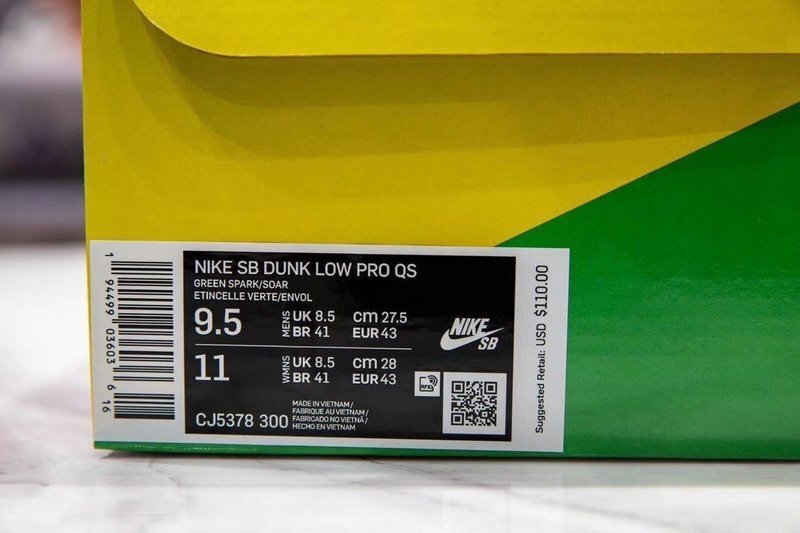 NIKE SB DUNK LOW PRO QS
GREEN SPARK/SOAR
ETINCELLE VERTE/ENVOL
9.5 MENS UK 8.5 cm 27.5
BR 41 EUR 43
11 WMNS UK 8.5 cm 28
BR 41 EUR 43
CJ5378 300
MADE IN VIETNAM /
FABRIQUE AU VIETNAM /
FABRICADO NO VIETNÃ /
HECHO EN VIETNAM
NIKE
SB
RFID
1 94499 03603 6 16
Suggested Retail: USD $110.00